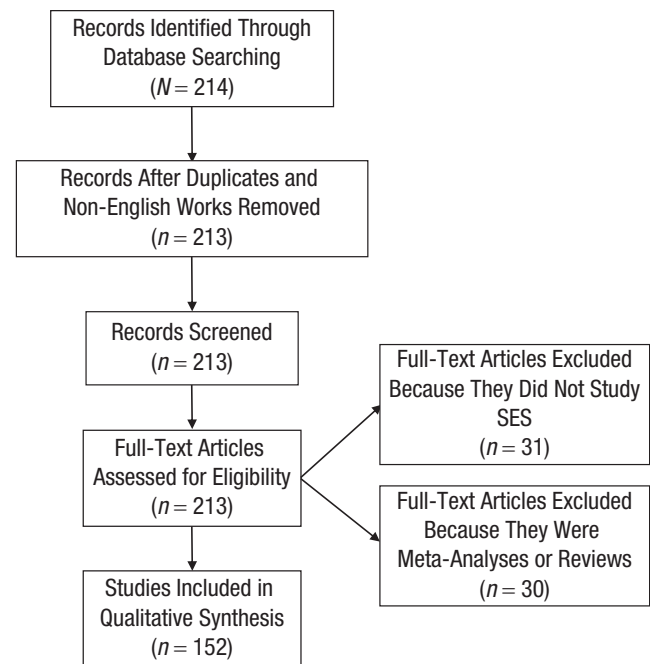 Records Identified Through
Database Searching
(N = 214)
Records After Duplicates and
Non-English Works Removed
(n = 213)
Records Screened
(n = 213)
Full-Text Articles
Assessed for Eligibility
(n = 213)
Full-Text Articles Excluded
Because They Did Not Study
SES
(n = 31)
Full-Text Articles Excluded
Because They Were
Meta-Analyses or Reviews
(n = 30)
Studies Included in
Qualitative Synthesis
(n = 152)